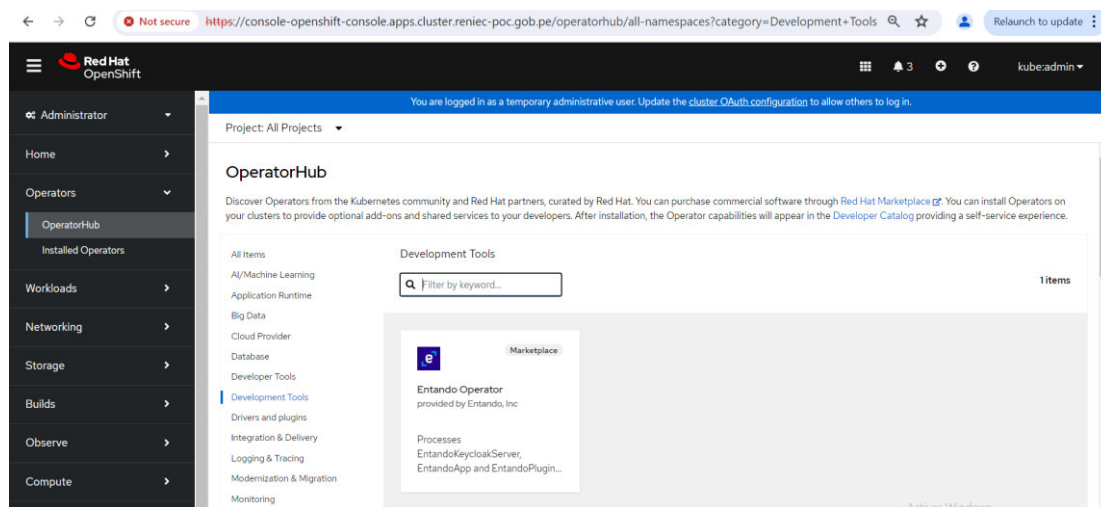 Not secure
https://console-openshift-console.apps.cluster.reniec-poc.gob.pe/operatorhub/all-namespaces?category=Development+Tools
Relaunch to update
Red Hat
OpenShift
3
kube:admin
You are logged in as a temporary administrative user. Update the cluster OAuth configuration to allow others to log in.
Administrator
Project: All Projects
Home
OperatorHub
Operators
Discover Operators from the Kubernetes community and Red Hat partners, curated by Red Hat. You can purchase commercial software through Red Hat Marketplace. You can install Operators on
your clusters to provide optional add-ons and shared services to your developers. After installation, the Operator capabilities will appear in the Developer Catalog providing a self-service experience.
OperatorHub
Installed Operators
Workloads
Networking
Storage
Builds
Observe
Compute
All Items
AI/Machine Learning
Application Runtime
Big Data
Cloud Provider
Database
Developer Tools
Development Tools
Drivers and plugins
Integration & Delivery
Logging & Tracing
Modernization & Migration
Monitoring
Development Tools
Filter by keyword...
1 items
Marketplace
e
Entando Operator
provided by Entando, Inc
Processes
EntandoKeycloakServer,
EntandoApp and EntandoPlugin...